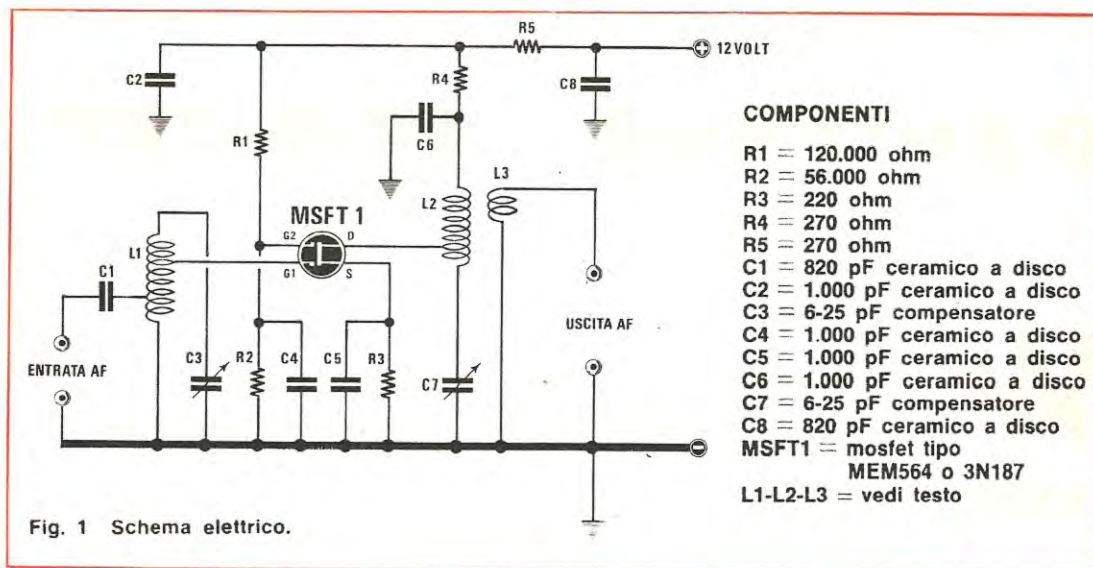 R5
12 VOLT
C2
R4
C8
C6
R1
L3
L2
MSFT 1
G2
D
G1
S
L1
C1
ENTRATA AF
C3
R2
C4
C5
R3
C7
USCITA AF
Fig. 1 Schema elettrico.
COMPONENTI
R1 = 120.000 ohm
R2 = 56.000 ohm
R3 = 220 ohm
R4 = 270 ohm
R5 = 270 ohm
C1 = 820 pF ceramico a disco
C2 = 1.000 pF ceramico a disco
C3 = 6-25 pF compensatore
C4 = 1.000 pF ceramico a disco
C5 = 1.000 pF ceramico a disco
C6 = 1.000 pF ceramico a disco
C7 = 6-25 pF compensatore
C8 = 820 pF ceramico a disco
MSFT1 = mosfet tipo
MEM564 o 3N187
L1-L2-L3 = vedi testo